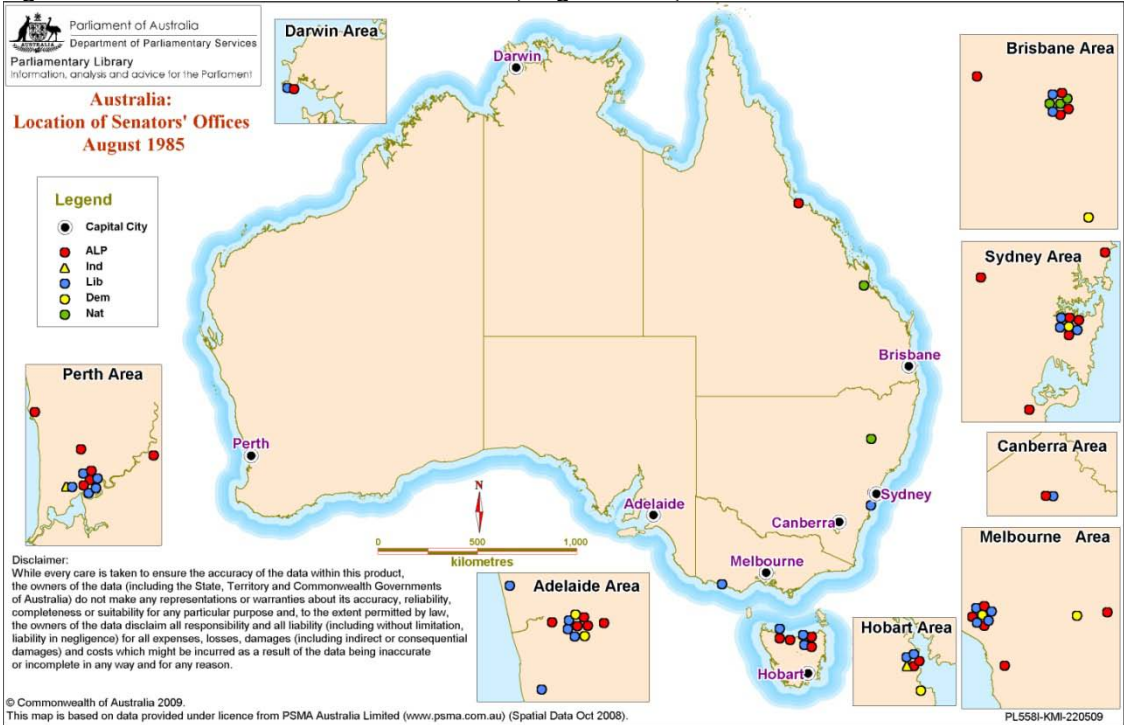 Parliament of Australia
Department of Parliamentary Services
AUSTRALIA
Parliamentary Library
Information, analysis and advice for the Parliament
Australia:
Location of Senators' Offices
August 1985
Legend
Capital City
ALP
Ind
Lib
Dem
Nat
Darwin Area
Darwin
Brisbane Area
Sydney Area
Brisbane
Perth Area
Perth
Canberra Area
Sydney
Adelaide
Canberra
N
0 500 1,000
kilometres
Melbourne
Melbourne Area
Adelaide Area
Hobart Area
Hobart
Disclaimer:
While every care is taken to ensure the accuracy of the data within this product,
the owners of the data (including the State, Territory and Commonwealth Governments
of Australia) do not make any representations or warranties about its accuracy, reliability,
completeness or suitability for any particular purpose and, to the extent permitted by law,
the owners of the data disclaim all responsibility and all liability (including without limitation,
liability in negligence) for all expenses, losses, damages (including indirect or consequential
damages) and costs which might be incurred as a result of the data being inaccurate
or incomplete in any way and for any reason.
© Commonwealth of Australia 2009.
This map is based on data provided under licence from PSMA Australia Limited (www.psma.com.au) (Spatial Data Oct 2008).
PL558I-KMI-220509